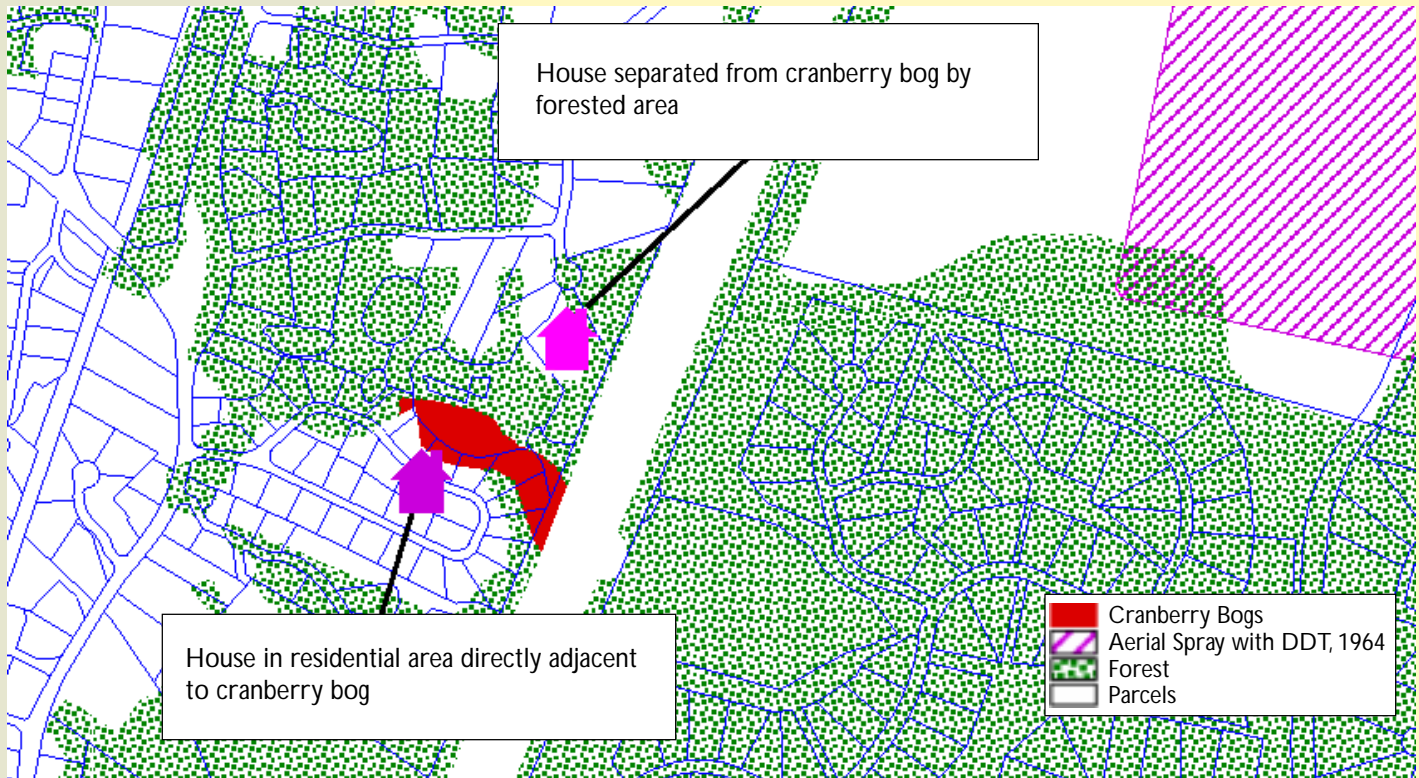 House separated from cranberry bog by
forested area
House in residential area directly adjacent
to cranberry bog
Cranberry Bogs
Aerial Spray with DDT, 1964
Forest
Parcels